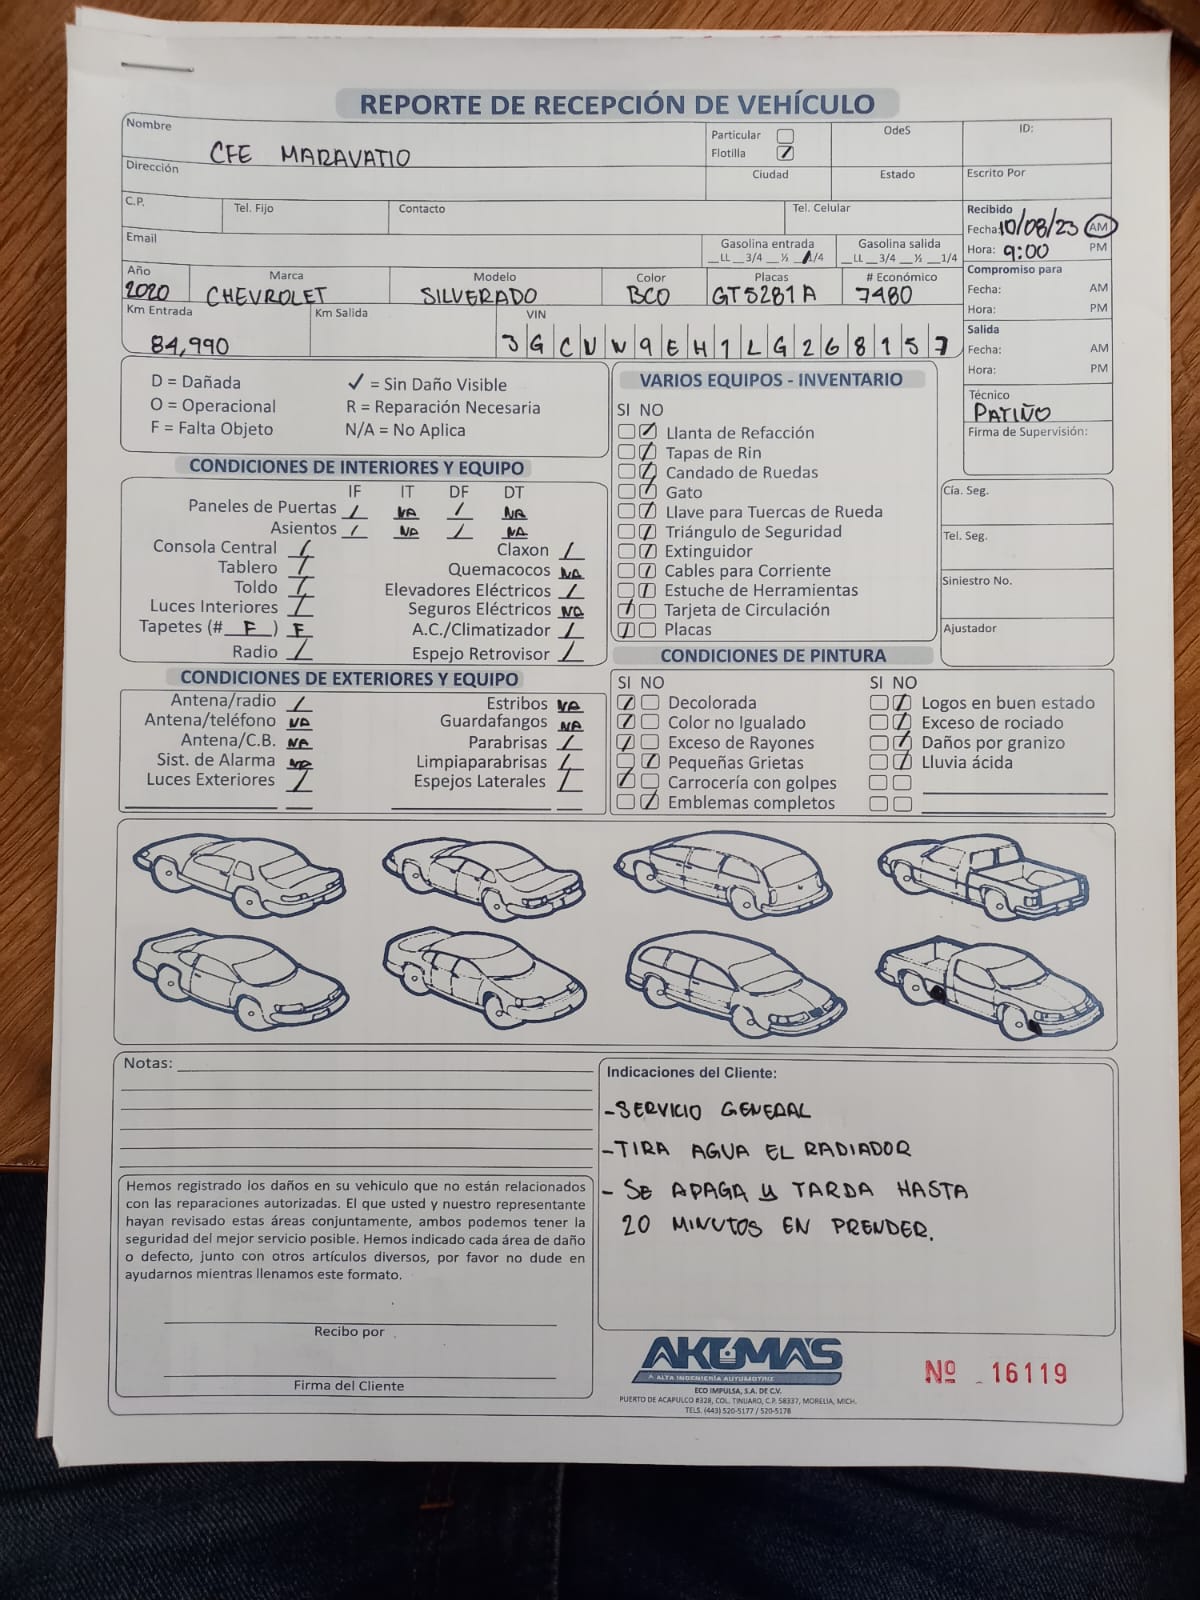 REPORTE DE RECEPCIÓN DE VEHÍCULO
Nombre CFE MARAVATIO
Particular
Flotilla /
OdeS
ID:
Dirección
Ciudad
Estado
Escrito Por
C.P.
Tel. Fijo
Contacto
Tel. Celular
Recibido
Fecha: 10/08/23 AM
Hora: 9:00 PM
Email
Gasolina entrada
__LL __3/4 __½ __1/4
Gasolina salida
__LL __3/4 __½ __1/4
Compromiso para
Fecha: AM
Hora: PM
Año 2020
Marca CHEVROLET
Modelo SILVERADO
Color BCO
Placas GT5281A
# Económico 7480
Km Entrada 84,990
Km Salida
VIN 3GCUW9EH1LG268157
Salida
Fecha: AM
Hora: PM
Técnico
PATIÑO
Firma de Supervisión:
D = Dañada
O = Operacional
F = Falta Objeto
✓ = Sin Daño Visible
R = Reparación Necesaria
N/A = No Aplica
CONDICIONES DE INTERIORES Y EQUIPO
IF IT DF DT
Paneles de Puertas / NA / NA
Asientos / NA / NA
Consola Central /
Tablero /
Toldo /
Luces Interiores /
Tapetes (# F ) F
Radio /
Claxon /
Quemacocos NA
Elevadores Eléctricos /
Seguros Eléctricos NA
A.C./Climatizador /
Espejo Retrovisor /
VARIOS EQUIPOS - INVENTARIO
SI NO
Llanta de Refacción
Tapas de Rin
Candado de Ruedas
Gato
Llave para Tuercas de Rueda
Triángulo de Seguridad
Extinguidor
Cables para Corriente
Estuche de Herramientas
Tarjeta de Circulación
Placas
Cía. Seg.
Tel. Seg.
Siniestro No.
Ajustador
CONDICIONES DE EXTERIORES Y EQUIPO
Antena/radio /
Antena/teléfono NA
Antena/C.B. NA
Sist. de Alarma NA
Luces Exteriores /
Estribos NA
Guardafangos NA
Parabrisas /
Limpiaparabrisas /
Espejos Laterales /
CONDICIONES DE PINTURA
SI NO
Decolorada
Color no Igualado
Exceso de Rayones
Pequeñas Grietas
Carrocería con golpes
Emblemas completos
SI NO
Logos en buen estado
Exceso de rociado
Daños por granizo
Lluvia ácida
Notas:
Indicaciones del Cliente:
-SERVICIO GENERAL
-TIRA AGUA EL RADIADOR
- SE APAGA Y TARDA HASTA
20 MINUTOS EN PRENDER.
Hemos registrado los daños en su vehiculo que no están relacionados
con las reparaciones autorizadas. El que usted y nuestro representante
hayan revisado estas áreas conjuntamente, ambos podemos tener la
seguridad del mejor servicio posible. Hemos indicado cada área de daño
o defecto, junto con otros artículos diversos, por favor no dude en
ayudarnos mientras llenamos este formato.
Recibo por
Firma del Cliente
AKUMA'S
ALTA INGENIERÍA AUTOMOTRIZ
ECO IMPULSA, S.A. DE C.V.
PUERTO DE ACAPULCO #328, COL. TINIJARO, C.P. 58337, MORELIA, MICH.
TELS. (443) 520-5177 / 520-5178
Nº 16119